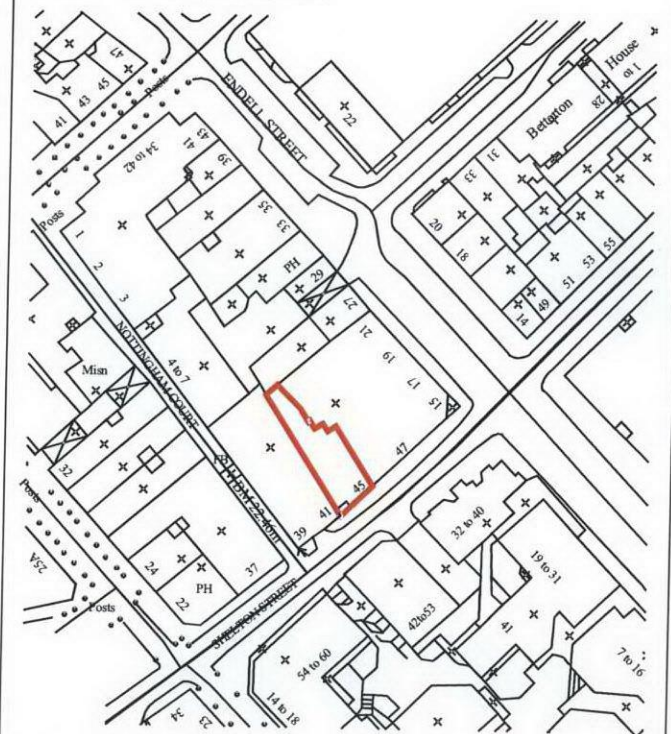 47
45
43
41
Posts
ENDELL STREET
22
House
1 to
28
Betterton
31
33
34 to 42
43
41
39
35
33
PH
29
27
20
18
14
49
51
53
55
Posts
1
2
3
NOTTINGHAM COURT
4 to 7
21
19
17
15
47
45
41
39
Misn
32
Posts
25A
24
22
PH
37
Posts
SHELTON STREET
32 to 40
19 to 31
42to53
41
7 to 16
54 to 60
14 to 18
34
23